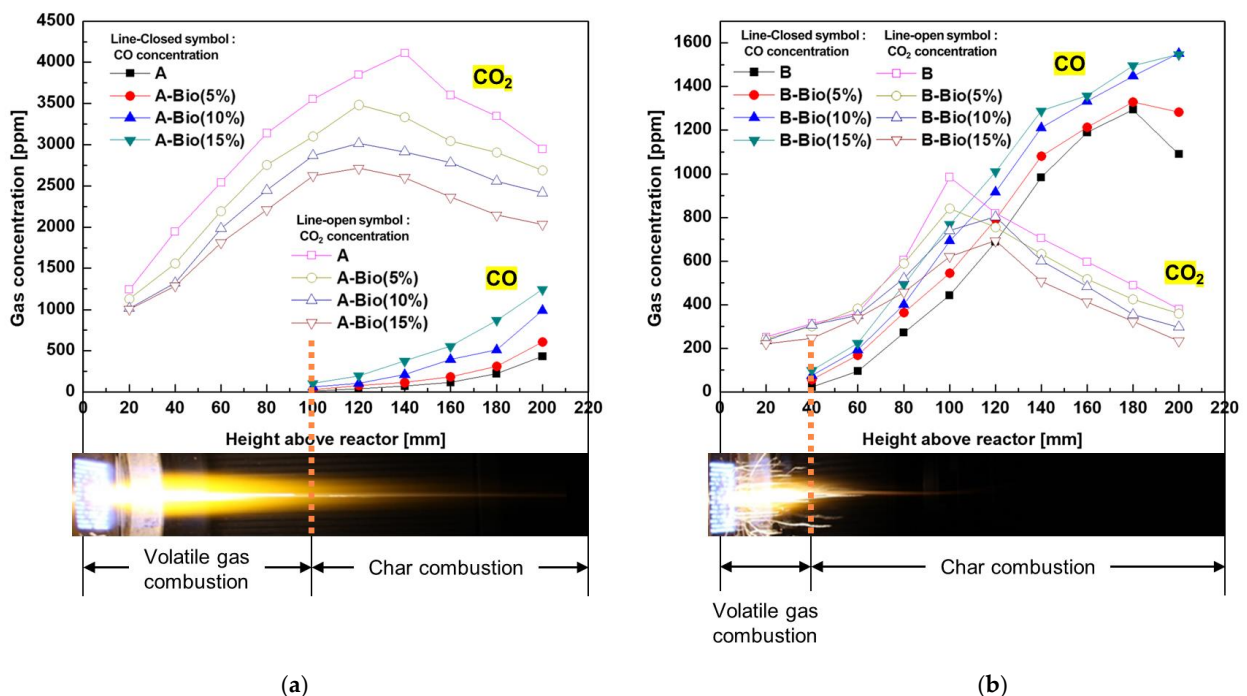 Line-Closed symbol :
CO concentration
A
A-Bio(5%)
A-Bio(10%)
A-Bio(15%)
CO2
Line-open symbol :
CO2 concentration
A
A-Bio(5%)
A-Bio(10%)
A-Bio(15%)
CO
Gas concentration [ppm]
4500
4000
3500
3000
2500
2000
1500
1000
500
0
0 20 40 60 80 100 120 140 160 180 200 220
Height above reactor [mm]
Volatile gas
combustion
Char combustion
(a)
Line-Closed symbol :
CO concentration
B
B-Bio(5%)
B-Bio(10%)
B-Bio(15%)
Line-open symbol :
CO2 concentration
B
B-Bio(5%)
B-Bio(10%)
B-Bio(15%)
CO
CO2
Gas concentration [ppm]
1600
1400
1200
1000
800
600
400
200
0
0 20 40 60 80 100 120 140 160 180 200 220
Height above reactor [mm]
Char combustion
Volatile gas
combustion
(b)